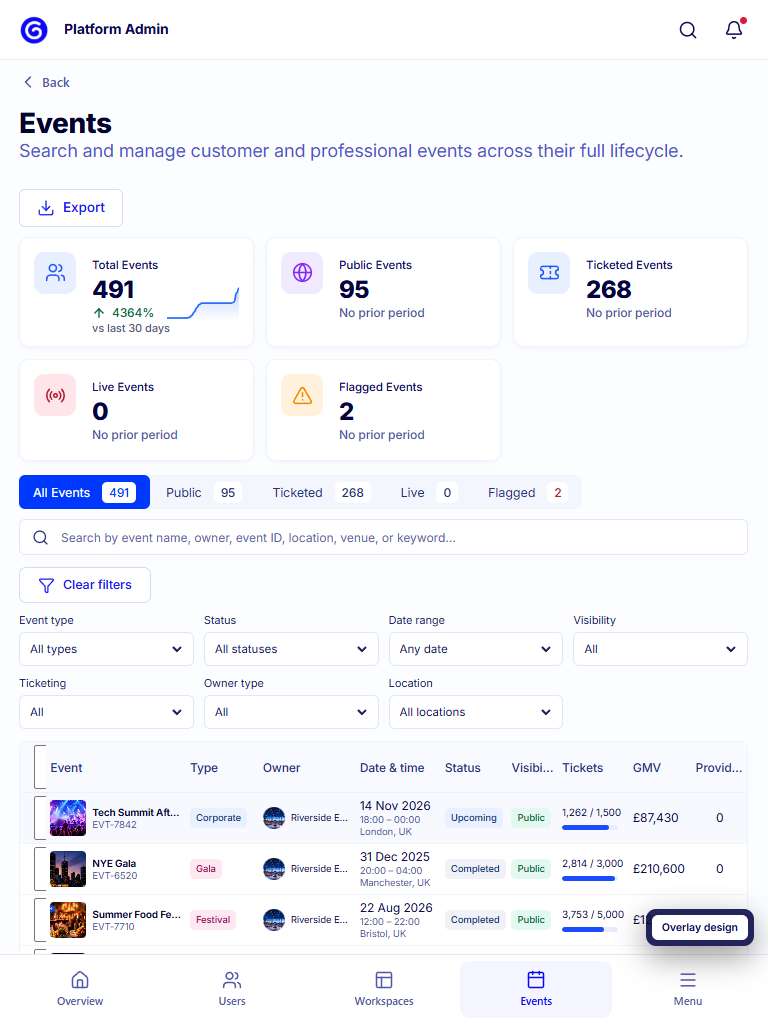 Platform Admin
Back
Events
Search and manage customer and professional events across their full lifecycle.
Export
Total Events
491
4364%
vs last 30 days
Public Events
95
No prior period
Ticketed Events
268
No prior period
Live Events
0
No prior period
Flagged Events
2
No prior period
All Events 491 Public 95 Ticketed 268 Live 0 Flagged 2
Search by event name, owner, event ID, location, venue, or keyword...
Clear filters
Event type Status Date range Visibility
All types All statuses Any date All
Ticketing Owner type Location
All All All locations
Event Type Owner Date & time Status Visibi... Tickets GMV Provid...
Tech Summit Aft... Corporate Riverside E... 14 Nov 2026 Upcoming Public 1,262 / 1,500 £87,430 0
EVT-7842 18:00 – 00:00
London, UK
NYE Gala Gala Riverside E... 31 Dec 2025 Completed Public 2,814 / 3,000 £210,600 0
EVT-6520 20:00 – 04:00
Manchester, UK
Summer Food Fe... Festival Riverside E... 22 Aug 2026 Completed Public 3,753 / 5,000
EVT-7710 12:00 – 22:00
Bristol, UK
Overlay design
Overview Users Workspaces Events Menu